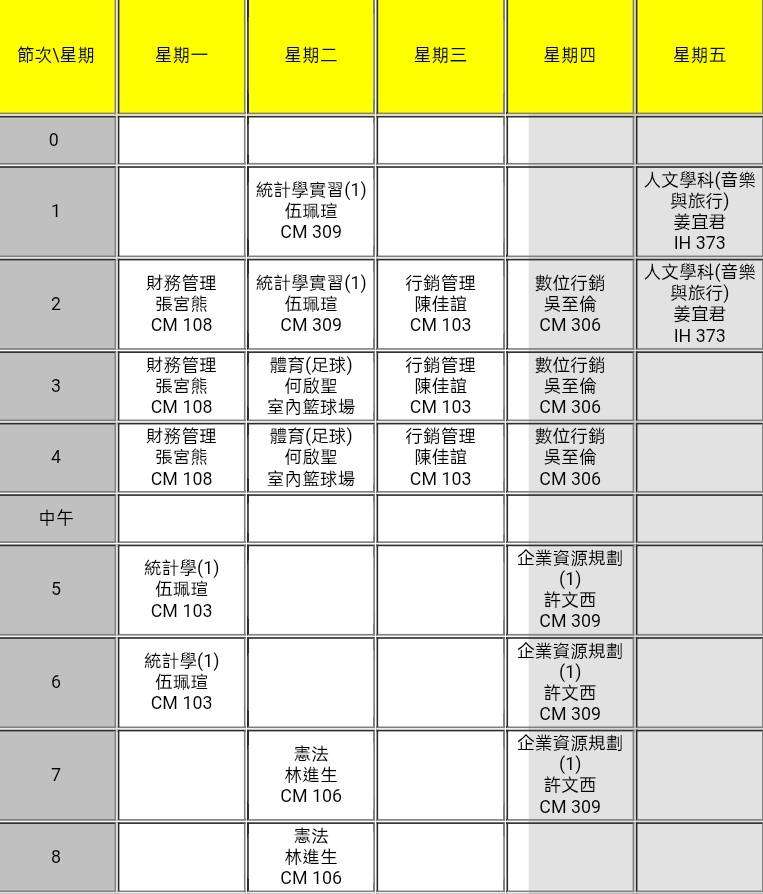 節次\星期 星期一 星期二 星期三 星期四 星期五
0
1
統計學實習(1)
伍珮瑄
CM 309
人文學科(音樂
與旅行)
姜宜君
IH 373
2
財務管理
張宮熊
CM 108
統計學實習(1)
伍珮瑄
CM 309
行銷管理
陳佳誼
CM 103
數位行銷
吳至倫
CM 306
人文學科(音樂
與旅行)
姜宜君
IH 373
3
財務管理
張宮熊
CM 108
體育(足球)
何啟聖
室內籃球場
行銷管理
陳佳誼
CM 103
數位行銷
吳至倫
CM 306
4
財務管理
張宮熊
CM 108
體育(足球)
何啟聖
室內籃球場
行銷管理
陳佳誼
CM 103
數位行銷
吳至倫
CM 306
中午
5
統計學(1)
伍珮瑄
CM 103
企業資源規劃
(1)
許文西
CM 309
6
統計學(1)
伍珮瑄
CM 103
企業資源規劃
(1)
許文西
CM 309
7
憲法
林進生
CM 106
企業資源規劃
(1)
許文西
CM 309
8
憲法
林進生
CM 106